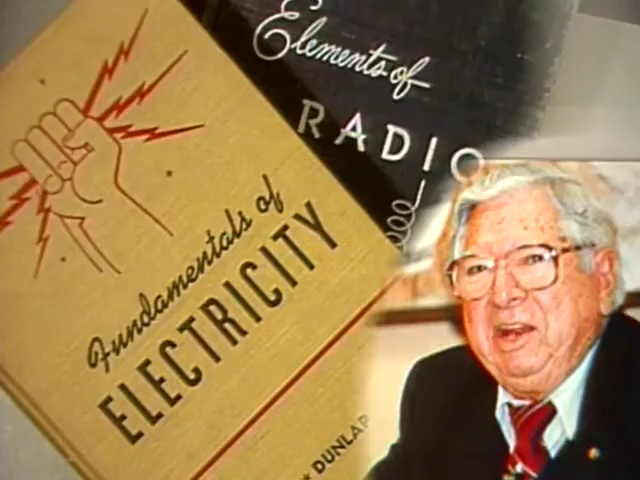 Elements of
RADIO
Fundamentals of
ELECTRICITY
DUNLAP